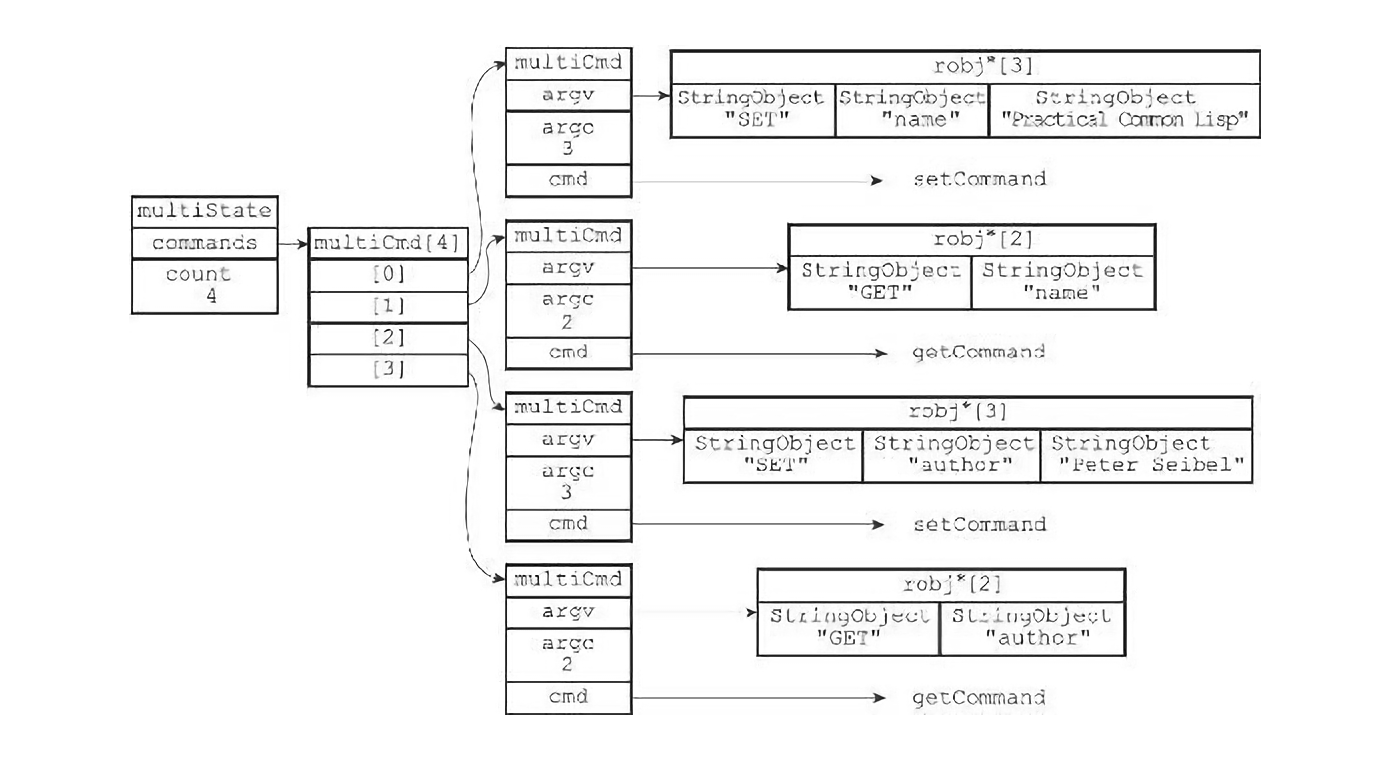 multiState
commands
count
4
multiCmd[4]
[0]
[1]
[2]
[3]
multiCmd
argv
argc
3
cmd
robj*[3]
StringObject
"SET"
StringObject
"name"
StringObject
"Practical Common Lisp"
setCommand
multiCmd
argv
argc
2
cmd
robj*[2]
StringObject
"GET"
StringObject
"name"
getCommand
multiCmd
argv
argc
3
cmd
robj*[3]
StringObject
"SET"
StringObject
"author"
StringObject
"Peter Seibel"
setCommand
multiCmd
argv
argc
2
cmd
robj*[2]
StringObject
"GET"
StringObject
"author"
getCommand